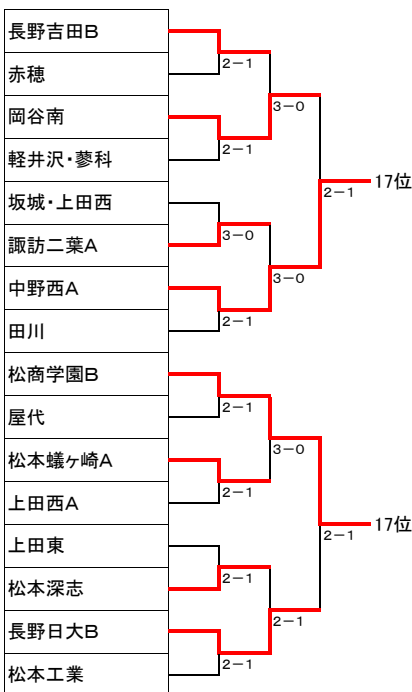 長野吉田B
赤穂
岡谷南
軽井沢・蓼科
坂城・上田西
諏訪二葉A
中野西A
田川
松商学園B
屋代
松本蟻ヶ崎A
上田西A
上田東
松本深志
長野日大B
松本工業
2－1
2－1
3－0
2－1
2－1
2－1
2－1
2－1
3－0
3－0
3－0
2－1
2－1
17位
2－1
17位